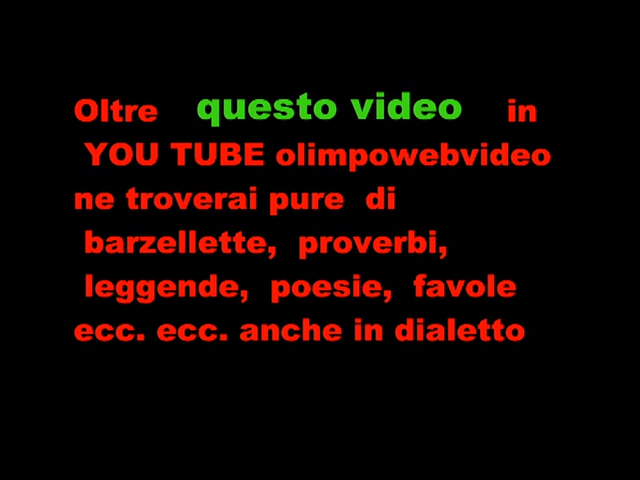 Oltre questo video in
YOU TUBE olimpowebvideo
ne troverai pure di
barzellette, proverbi,
leggende, poesie, favole
ecc. ecc. anche in dialetto